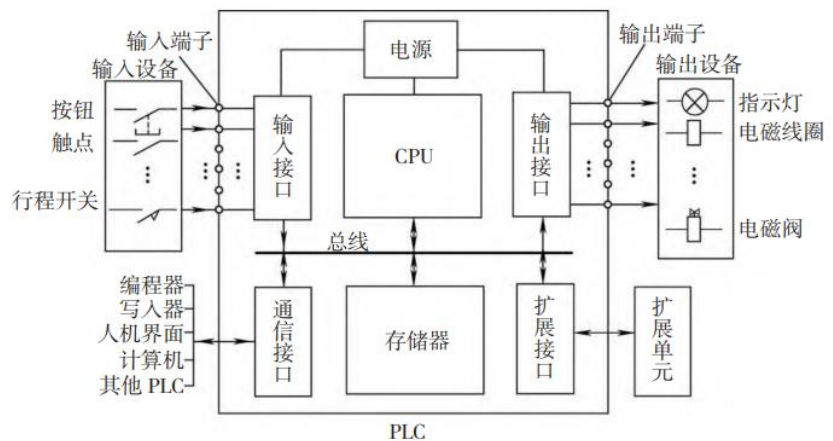 输入端子
输入设备
按钮
触点
行程开关
电源
输入接口
CPU
输出接口
输出端子
输出设备
指示灯
电磁线圈
电磁阀
总线
编程器
写入器
人机界面
计算机
其他 PLC
通信接口
存储器
扩展接口
扩展单元
PLC